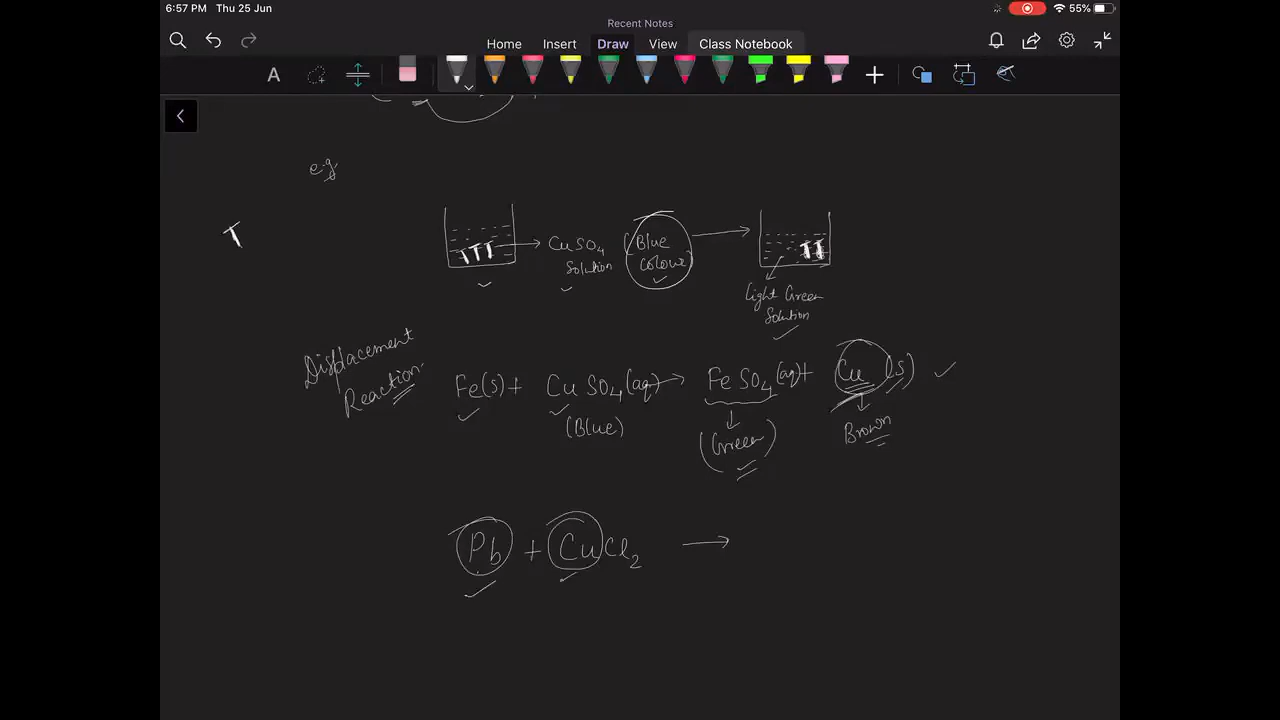 6:57 PM Thu 25 Jun
55%
Recent Notes
Home Insert Draw View Class Notebook
A
e.g
CuSO4 (Blue
Solution Colour)
Light Green
Solution
Displacement
Reaction
Fe(s) + CuSO4 (aq) → FeSO4 (aq) + Cu (s)
(Blue)
(Green)
Brown
Pb + CuCl2 →